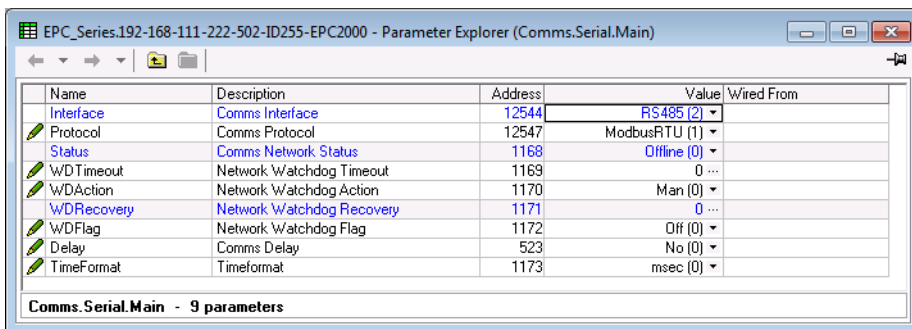 EPC_Series.192-168-111-222-502-ID255-EPC2000 - Parameter Explorer (Comms.Serial.Main)
Name Description Address Value Wired From
Interface Comms Interface 12544 RS485 (2)
Protocol Comms Protocol 12547 ModbusRTU (1)
Status Comms Network Status 1168 Offline (0)
WDTimeout Network Watchdog Timeout 1169 0 ...
WDAction Network Watchdog Action 1170 Man (0)
WDRecovery Network Watchdog Recovery 1171 0 ...
WDFlag Network Watchdog Flag 1172 Off (0)
Delay Comms Delay 523 No (0)
TimeFormat Timeformat 1173 msec (0)
Comms.Serial.Main - 9 parameters